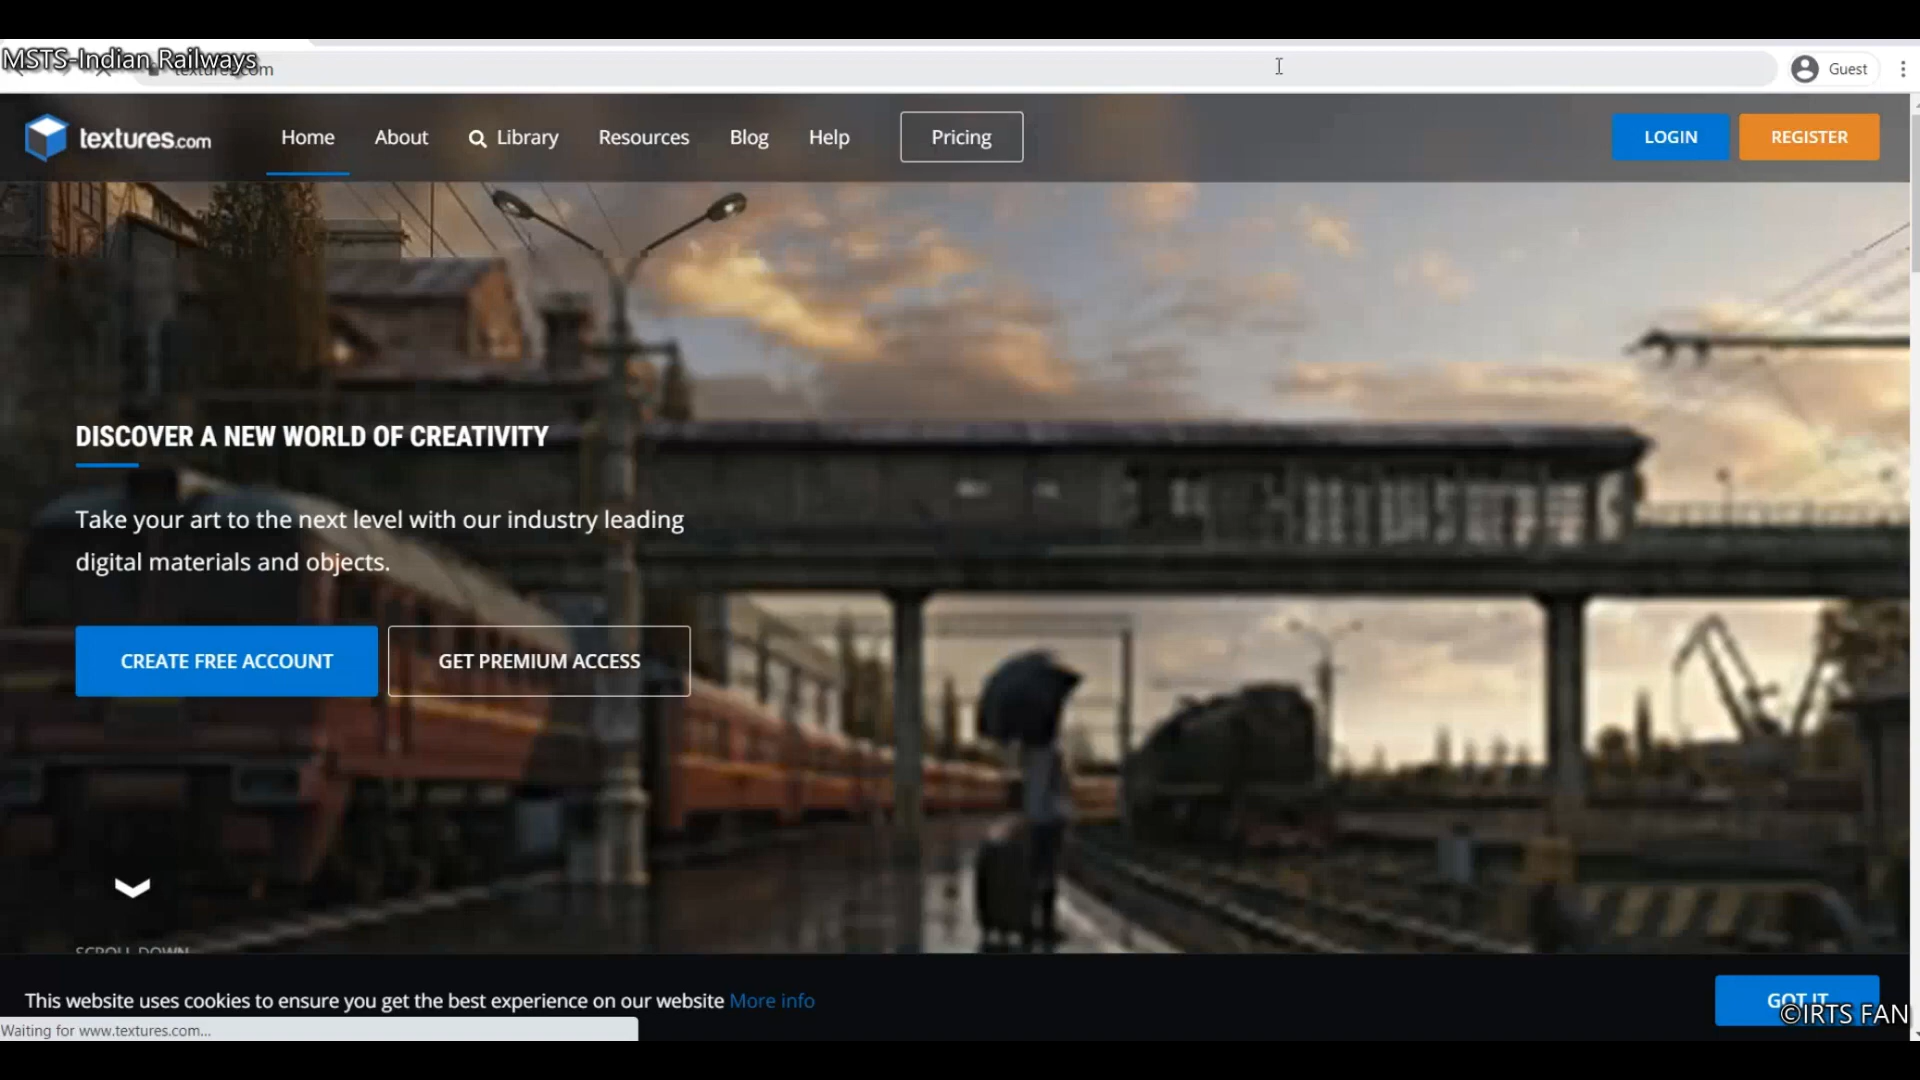 MSTS-Indian Railways
textures.com
Guest
textures.com
Home
About
Library
Resources
Blog
Help
Pricing
LOGIN
REGISTER
DISCOVER A NEW WORLD OF CREATIVITY
Take your art to the next level with our industry leading
digital materials and objects.
CREATE FREE ACCOUNT
GET PREMIUM ACCESS
SCROLL DOWN
This website uses cookies to ensure you get the best experience on our website More info
GOT IT
©IRTS FAN
Waiting for www.textures.com...